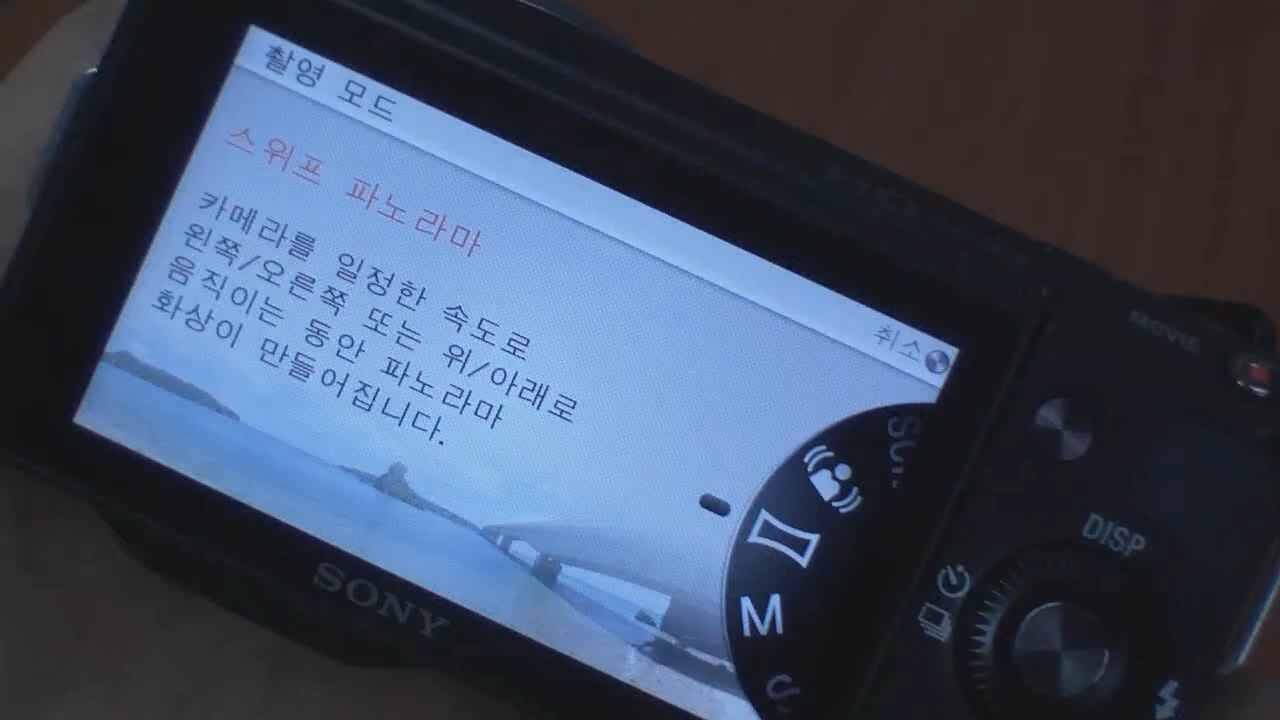 촬영 모드
스위프 파노라마
카메라를 일정한 속도로
왼쪽/오른쪽 또는 위/아래로
움직이는 동안 파노라마
화상이 만들어집니다.
취소
M
SONY
MOVIE
DISP